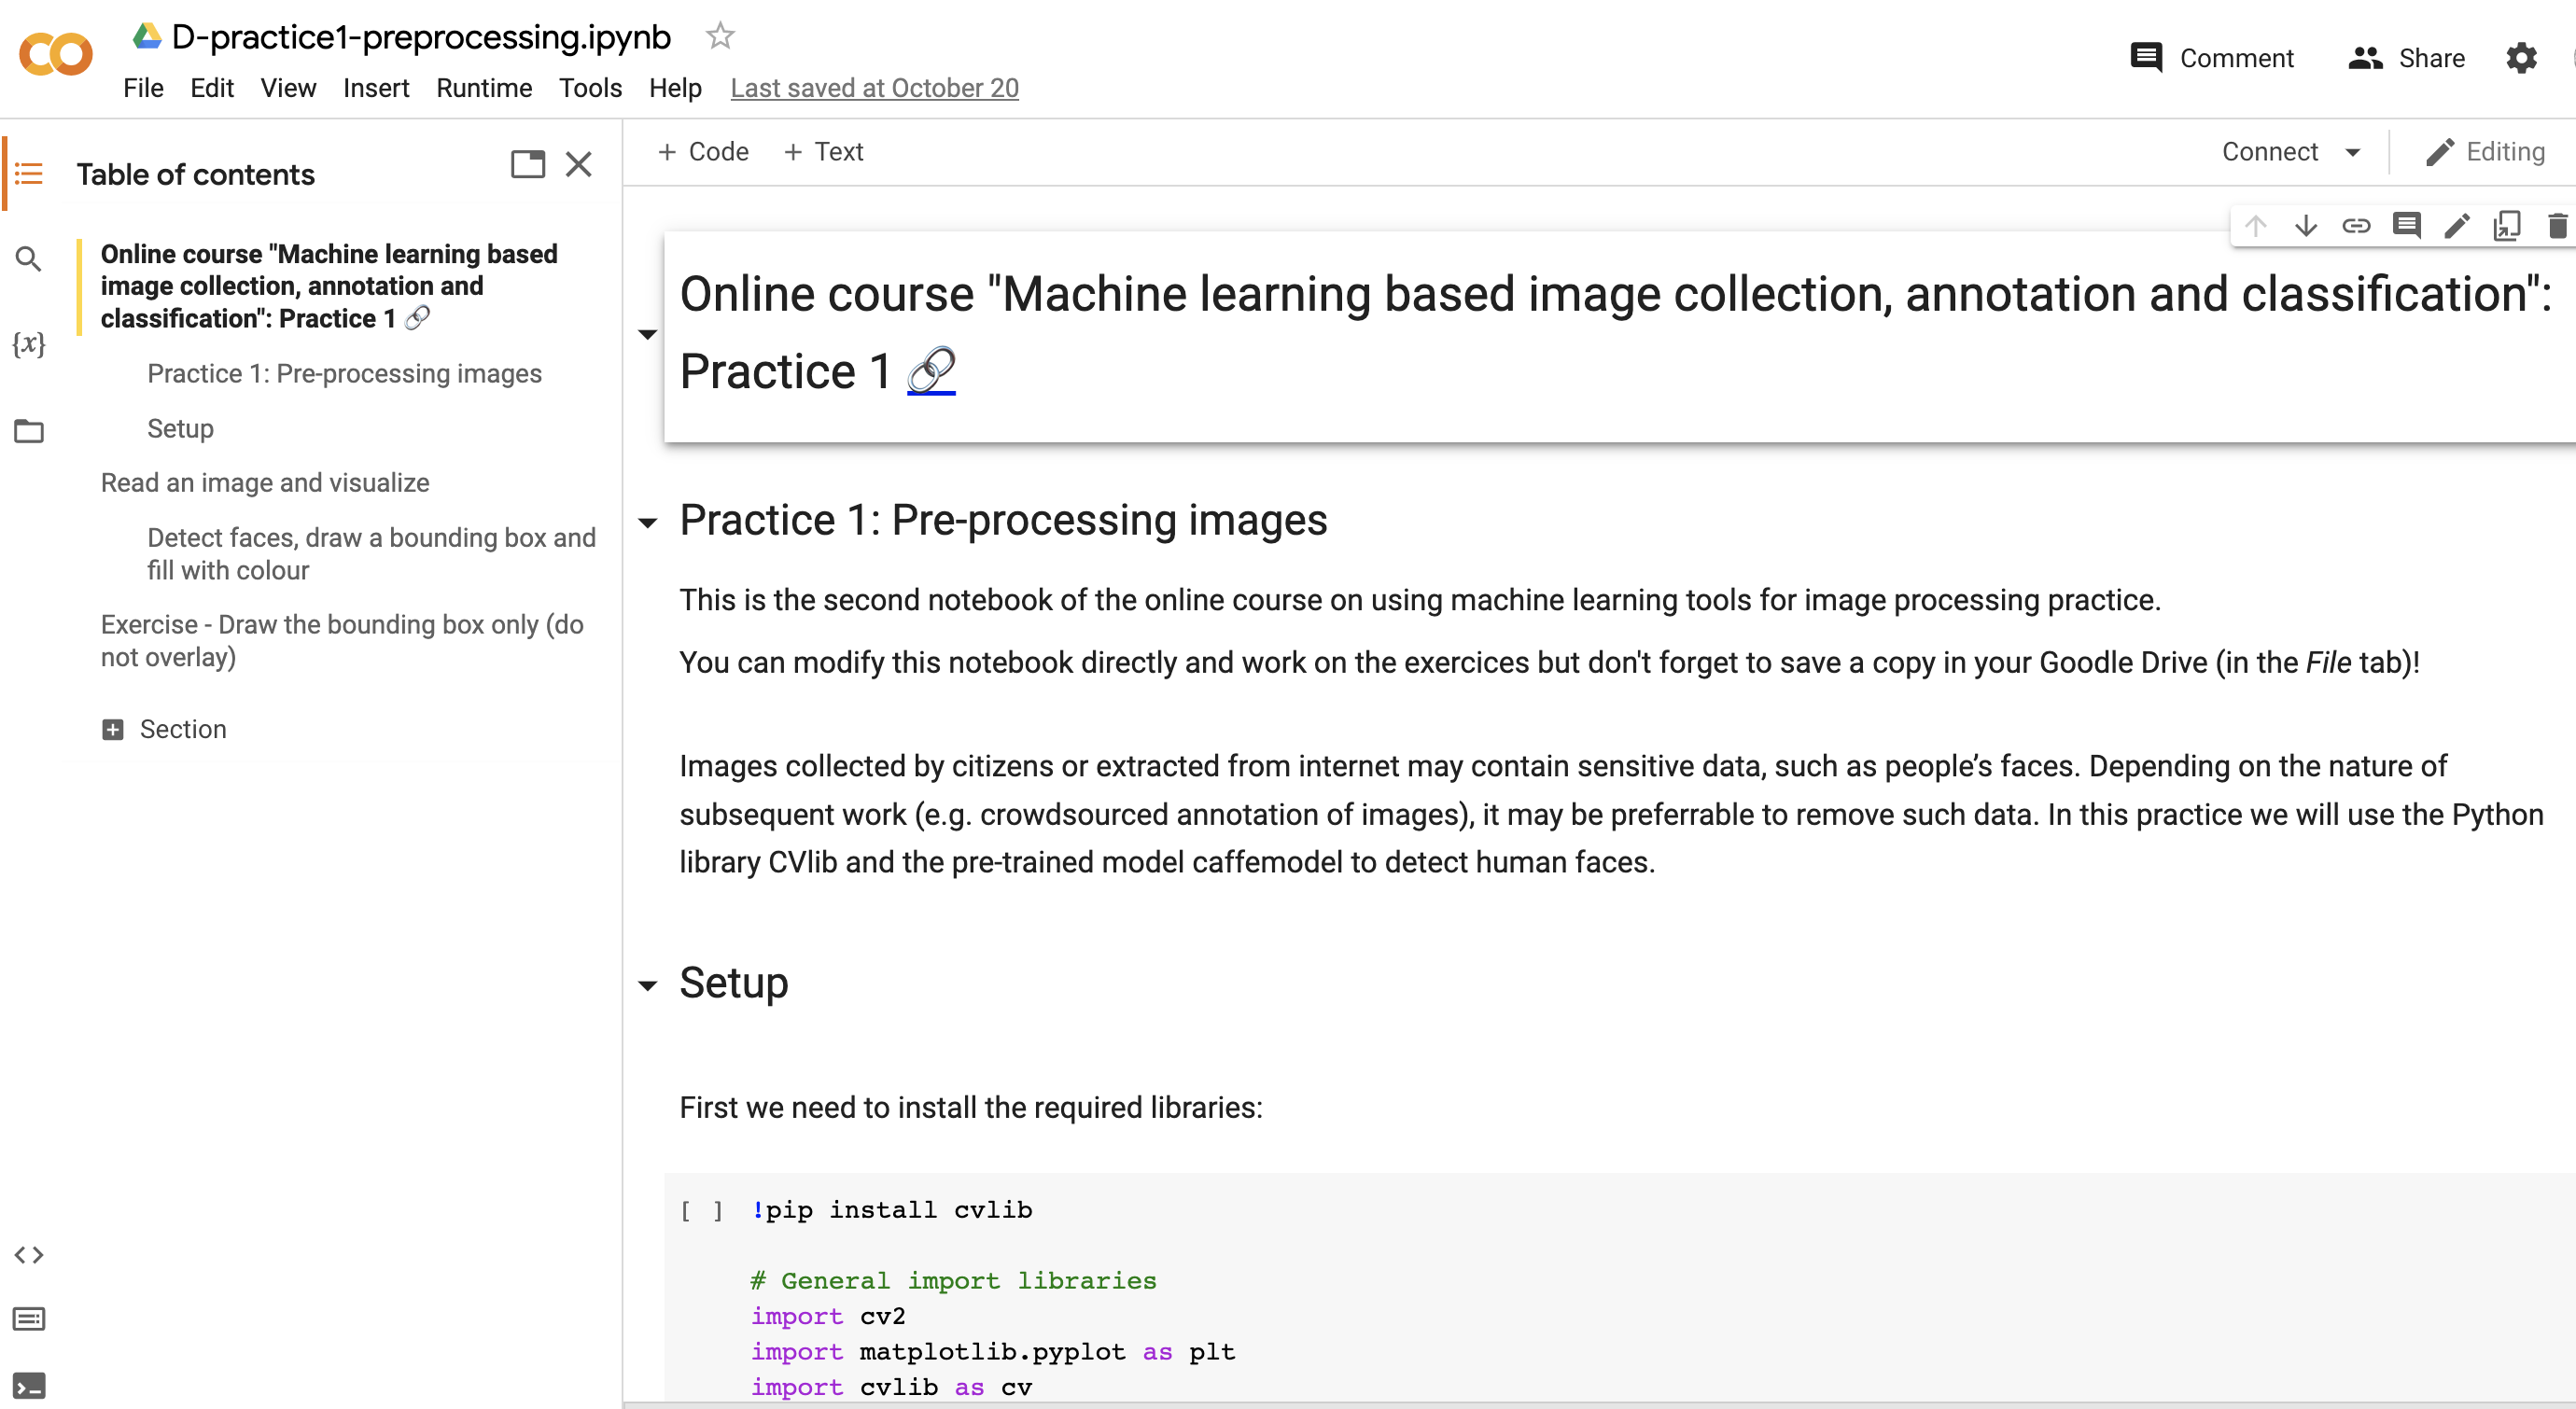 D-practice1-preprocessing.ipynb
File Edit View Insert Runtime Tools Help Last saved at October 20
Comment Share
Table of contents
Online course "Machine learning based
image collection, annotation and
classification": Practice 1
Practice 1: Pre-processing images
Setup
Read an image and visualize
Detect faces, draw a bounding box and
fill with colour
Exercise - Draw the bounding box only (do
not overlay)
Section
+ Code + Text
Connect Editing
Online course "Machine learning based image collection, annotation and classification":
Practice 1
Practice 1: Pre-processing images
This is the second notebook of the online course on using machine learning tools for image processing practice.
You can modify this notebook directly and work on the exercices but don't forget to save a copy in your Goodle Drive (in the File tab)!
Images collected by citizens or extracted from internet may contain sensitive data, such as people’s faces. Depending on the nature of
subsequent work (e.g. crowdsourced annotation of images), it may be preferrable to remove such data. In this practice we will use the Python
library CVlib and the pre-trained model caffemodel to detect human faces.
Setup
First we need to install the required libraries:
[ ] !pip install cvlib
# General import libraries
import cv2
import matplotlib.pyplot as plt
import cvlib as cv